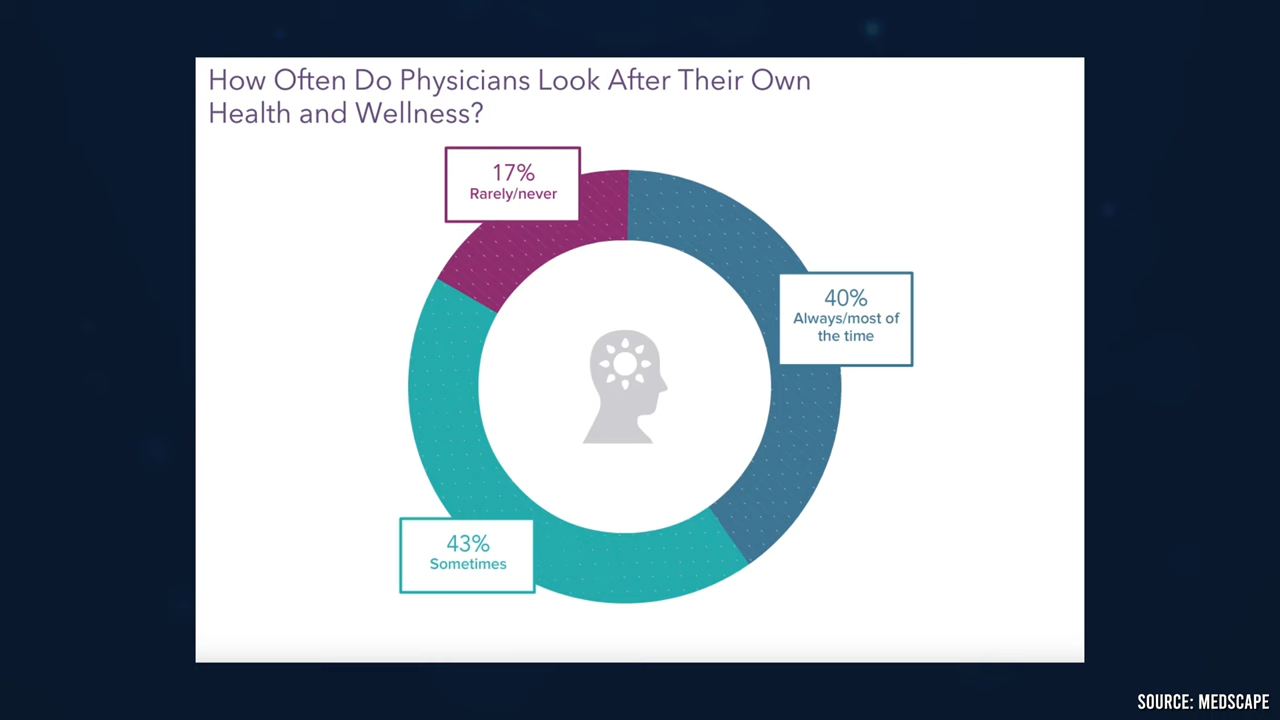 How Often Do Physicians Look After Their Own
Health and Wellness?
17%
Rarely/never
40%
Always/most of
the time
43%
Sometimes
SOURCE: MEDSCAPE